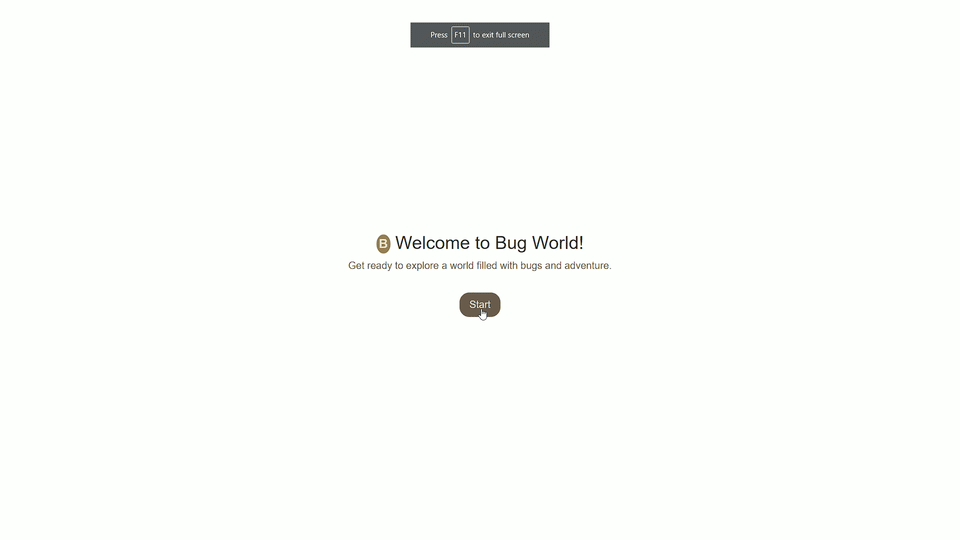 Press F11 to exit full screen
B Welcome to Bug World!
Get ready to explore a world filled with bugs and adventure.
Start